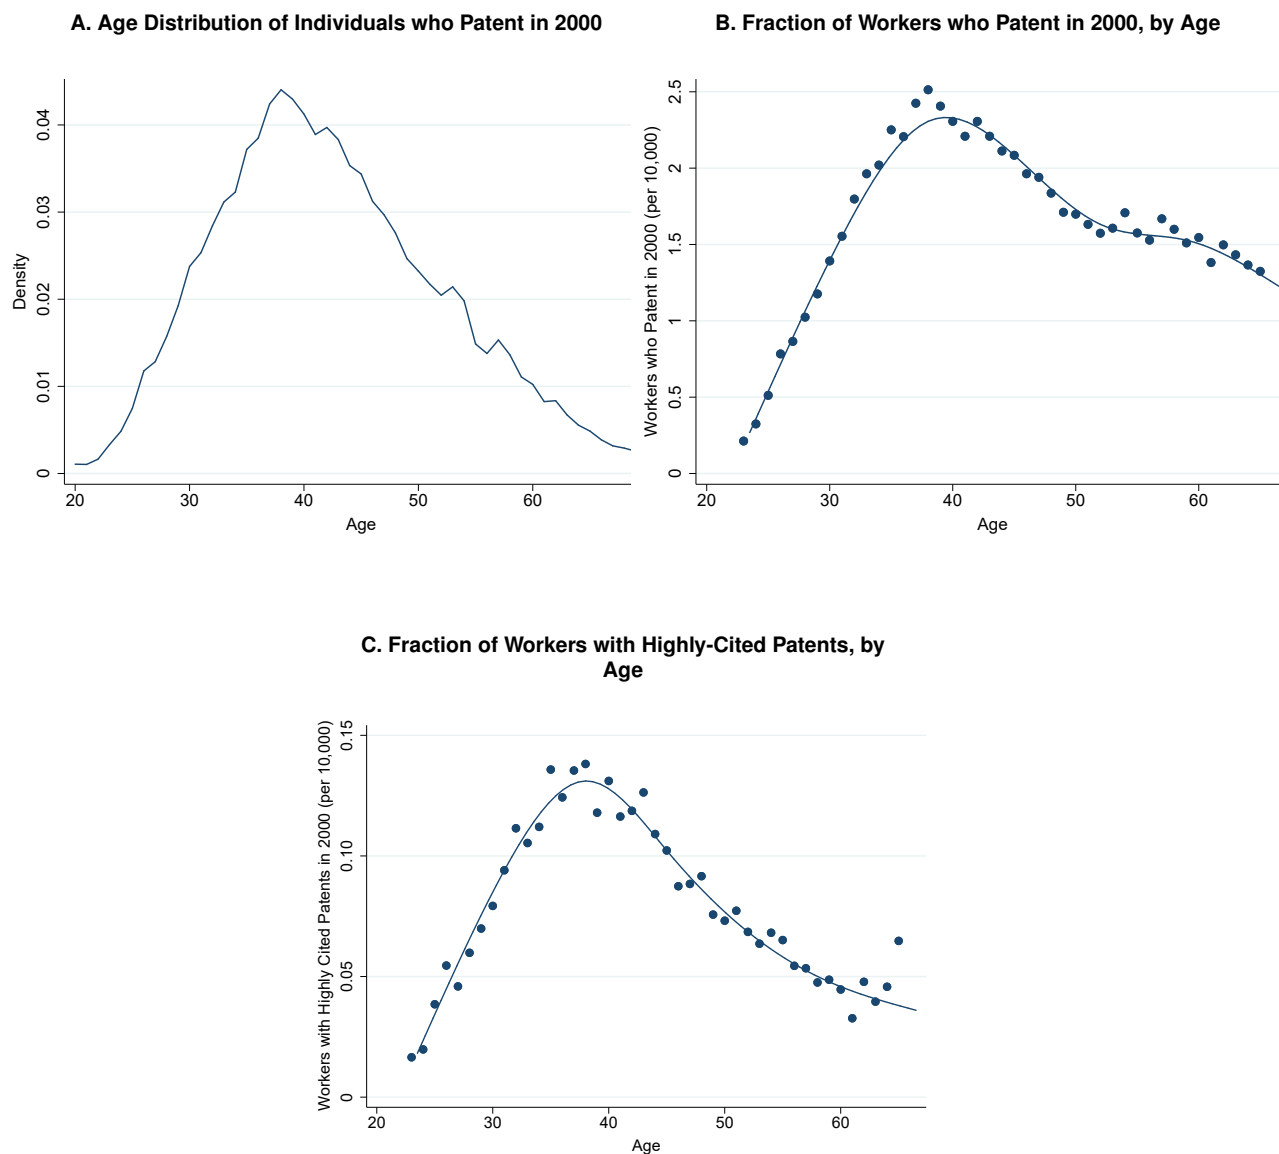 A. Age Distribution of Individuals who Patent in 2000
Density
0.04
0.03
0.02
0.01
0
20 30 40 50 60
Age
B. Fraction of Workers who Patent in 2000, by Age
Workers who Patent in 2000 (per 10,000)
2.5
2
1.5
1
0.5
0
20 30 40 50 60
Age
C. Fraction of Workers with Highly-Cited Patents, by
Age
Workers with Highly Cited Patents in 2000 (per 10,000)
0.15
0.10
0.05
0
20 30 40 50 60
Age